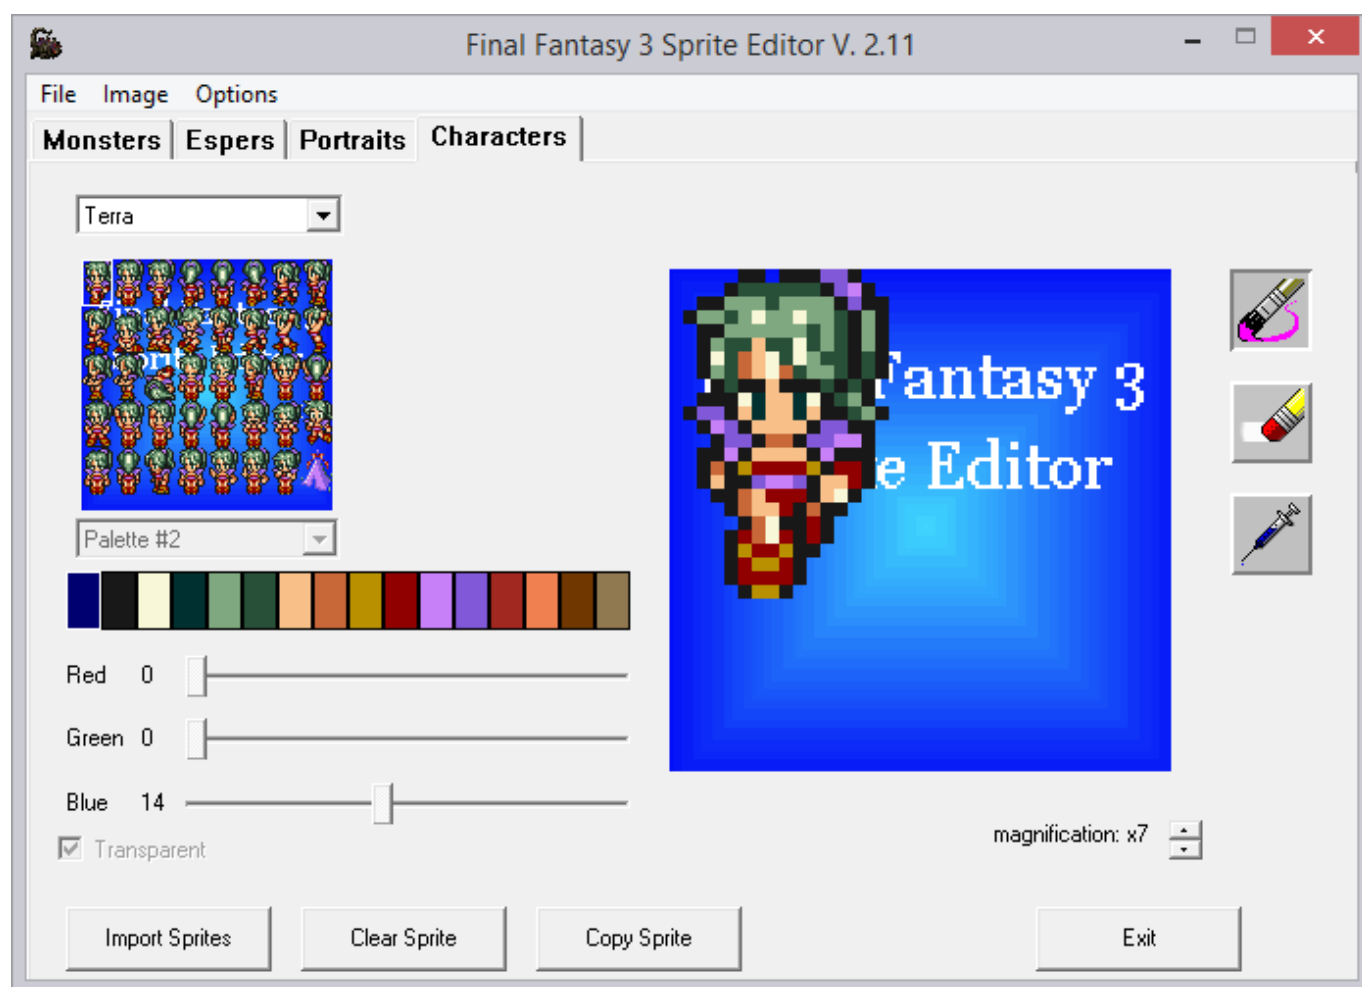 Final Fantasy 3 Sprite Editor V. 2.11
File Image Options
Monsters Espers Portraits Characters
Terra
Fantasy 3
Editor
Palette #2
Red 0
Green 0
Blue 14
Transparent
magnification: x7
Import Sprites Clear Sprite Copy Sprite Exit